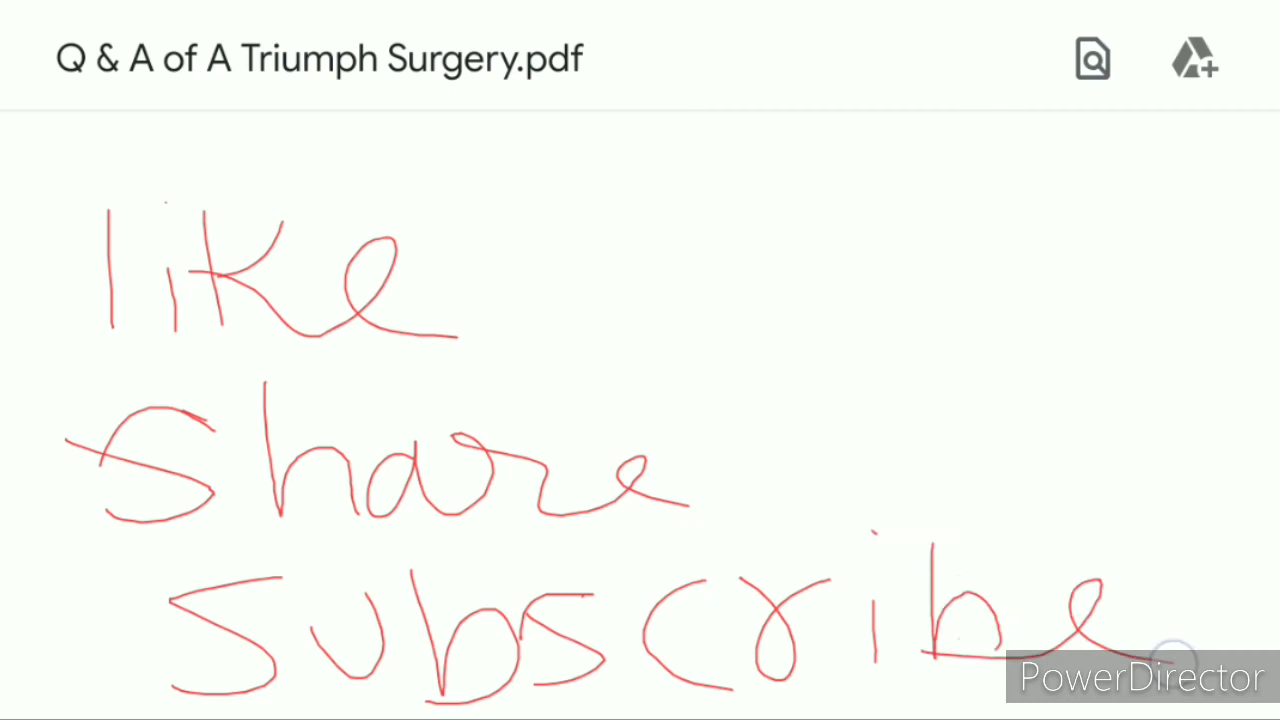 Q & A of A Triumph Surgery.pdf
like
share
subscribe
PowerDirector